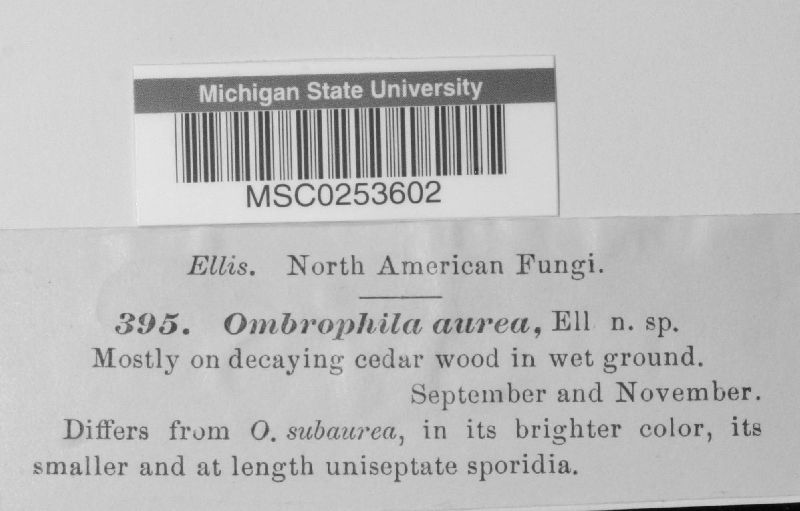 Michigan State University
MSC0253602
Ellis. North American Fungi.
395. Ombrophila aurea, Ell n. sp.
Mostly on decaying cedar wood in wet ground.
September and November.
Differs from O. subaurea, in its brighter color, its
smaller and at length uniseptate sporidia.